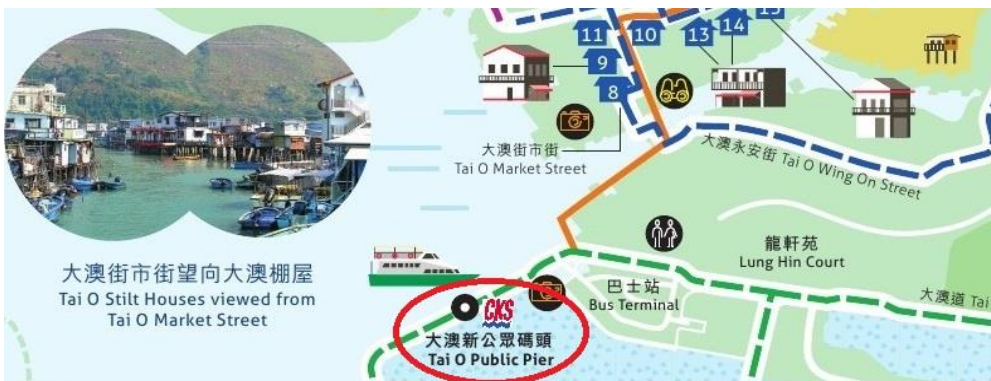 11
10
13
14
9
8
大澳街市街
Tai O Market Street
大澳永安街 Tai O Wing On Street
龍軒苑
Lung Hin Court
大澳街市街望向大澳棚屋
Tai O Stilt Houses viewed from
Tai O Market Street
巴士站
Bus Terminal
大澳道 Tai
CKS
大澳新公眾碼頭
Tai O Public Pier